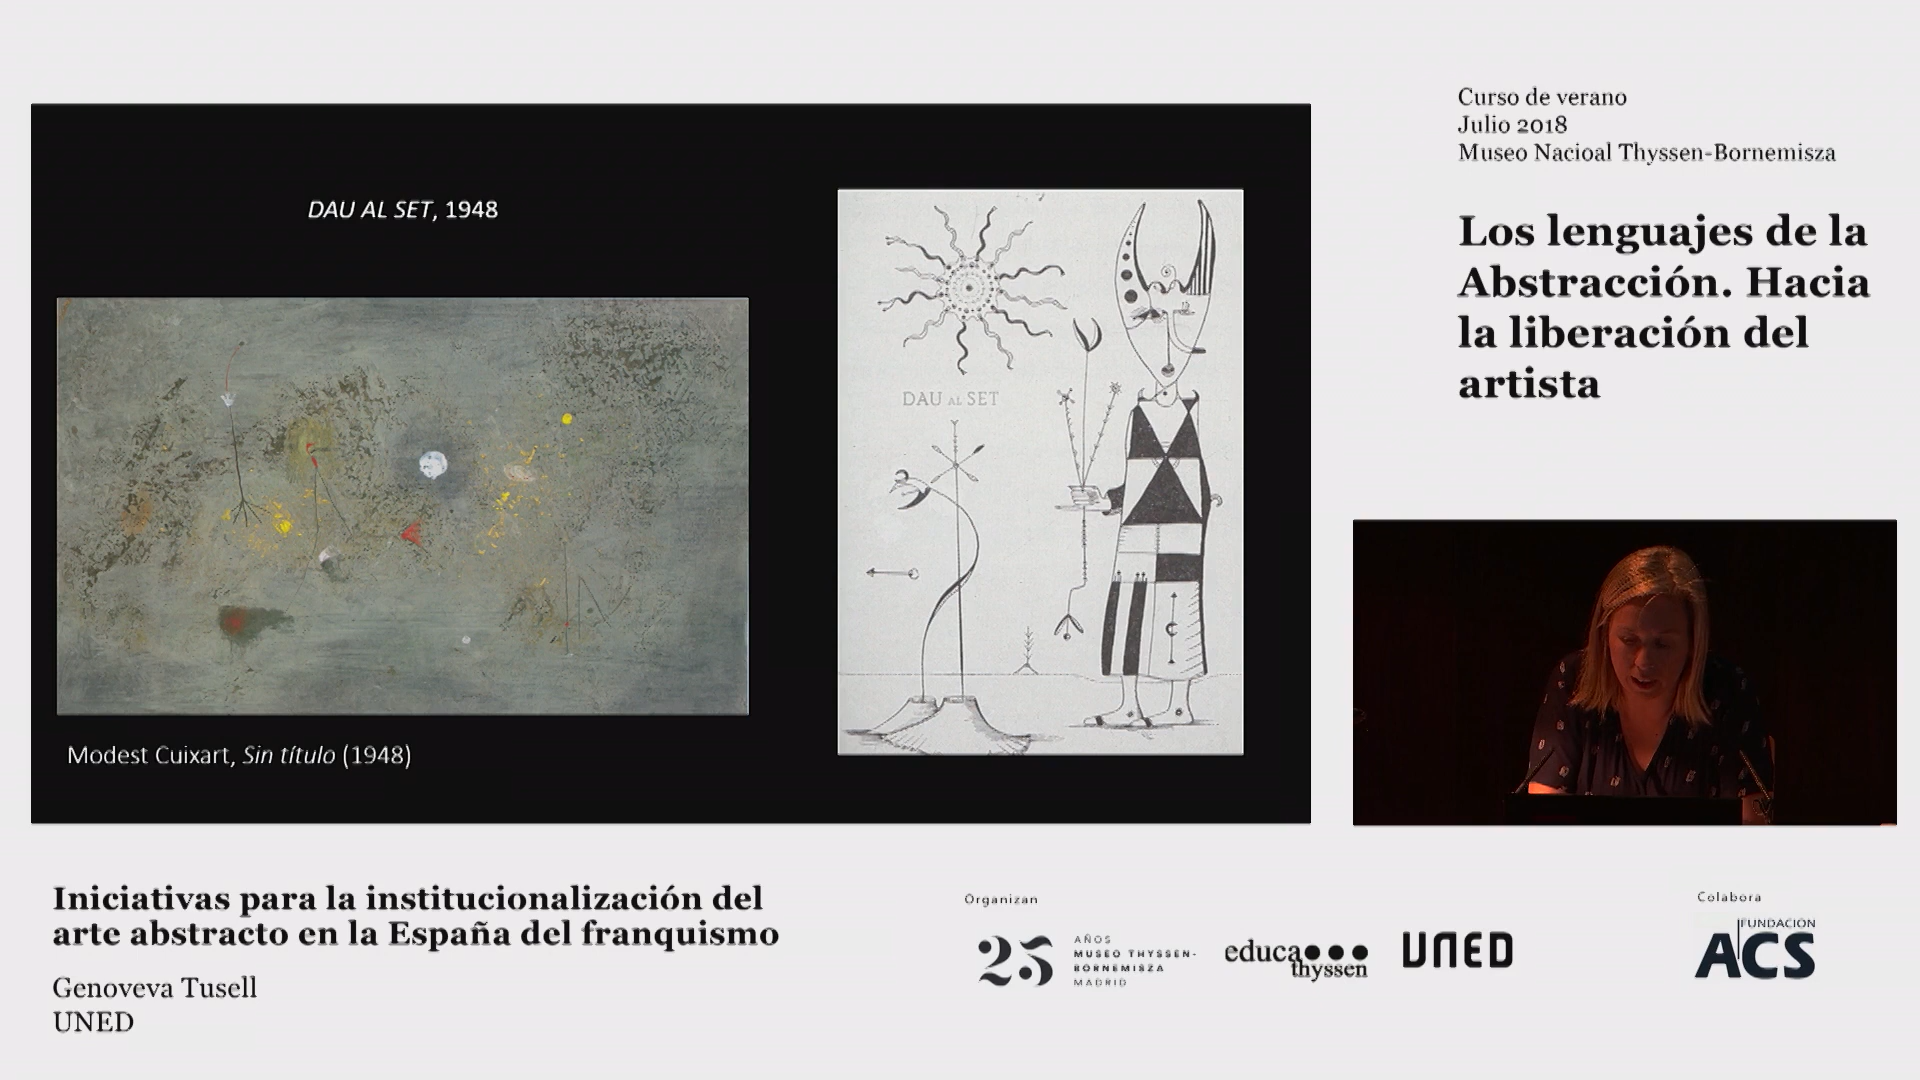 Curso de verano
Julio 2018
Museo Nacioal Thyssen-Bornemisza
Los lenguajes de la
Abstracción. Hacia
la liberación del
artista
DAU AL SET, 1948
DAU AL SET
Modest Cuixart, Sin título (1948)
Iniciativas para la institucionalización del
arte abstracto en la España del franquismo
Genoveva Tusell
UNED
Organizan
25
AÑOS
MUSEO THYSSEN-
BORNEMISZA
MADRID
educa
thyssen
UNED
Colabora
FUNDACIÓN
ACS